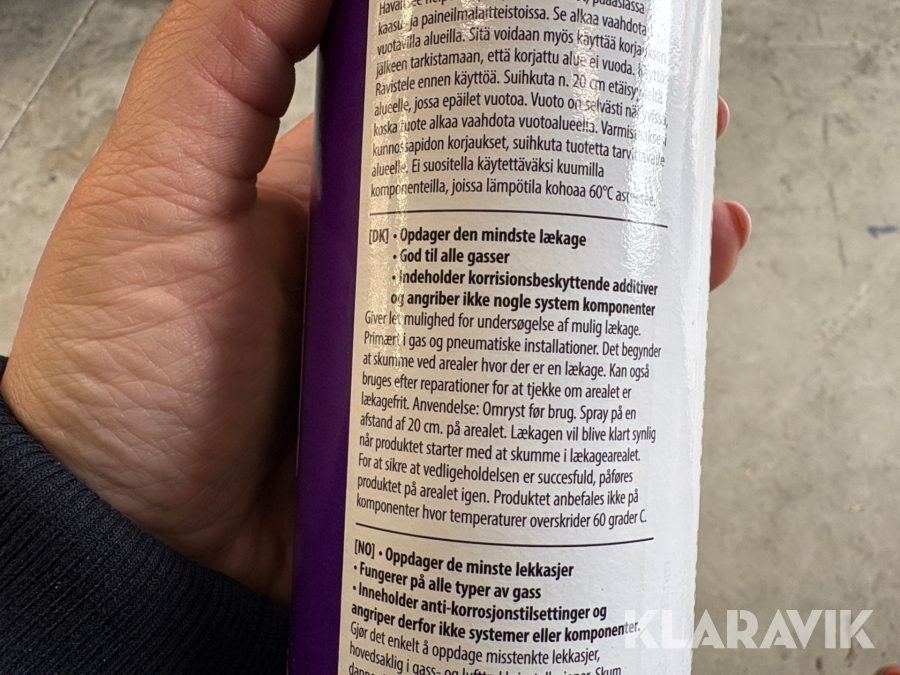 kaasu- ja paineilmalaitteistoissa. Se alkaa vaahdota
vuotavilla alueilla. Sitä voidaan myös käyttää korjauksen
jälkeen tarkistamaan, että korjattu alue ei vuoda.
Ravistele ennen käyttöä. Suihkuta n. 20 cm etäisyydeltä
alueelle, jossa epäilet vuotoa. Vuoto on selvästi näkyvissä,
koska tuote alkaa vaahdota vuotoalueella.
kunnossapidon korjaukset, suihkuta tuotetta tarvittavalle
alueelle. Ei suositella käytettäväksi kuumilla
komponenteilla, joissa lämpötila kohoaa 60°C
[DK] • Opdager den mindste lækage
• God til alle gasser
• Indeholder korrisionsbeskyttende additiver
og angriber ikke nogle system komponenter
Giver let mulighed for undersøgelse af mulig lækage.
Primært i gas og pneumatiske installationer. Det begynder
at skumme ved arealer hvor der er en lækage. Kan også
bruges efter reparationer for at tjekke om arealet er
lækagefrit. Anvendelse: Omryst før brug. Spray på en
afstand af 20 cm. på arealet. Lækagen vil blive klart synlig
når produktet starter med at skumme i lækagearealet.
For at sikre at vedligeholdelsen er succesfuld, påføres
produktet på arealet igen. Produktet anbefales ikke på
komponenter hvor temperaturer overskrider 60 grader C.
[NO] • Oppdager de minste lekkasjer
• Fungerer på alle typer av gass
• Inneholder anti-korrosjonstilsettinger og
angriper derfor ikke systemer eller komponenter.
Gjør det enkelt å oppdage misstenkte lekkasjer,
hovedsaklig i gass- og
KLARAVIK